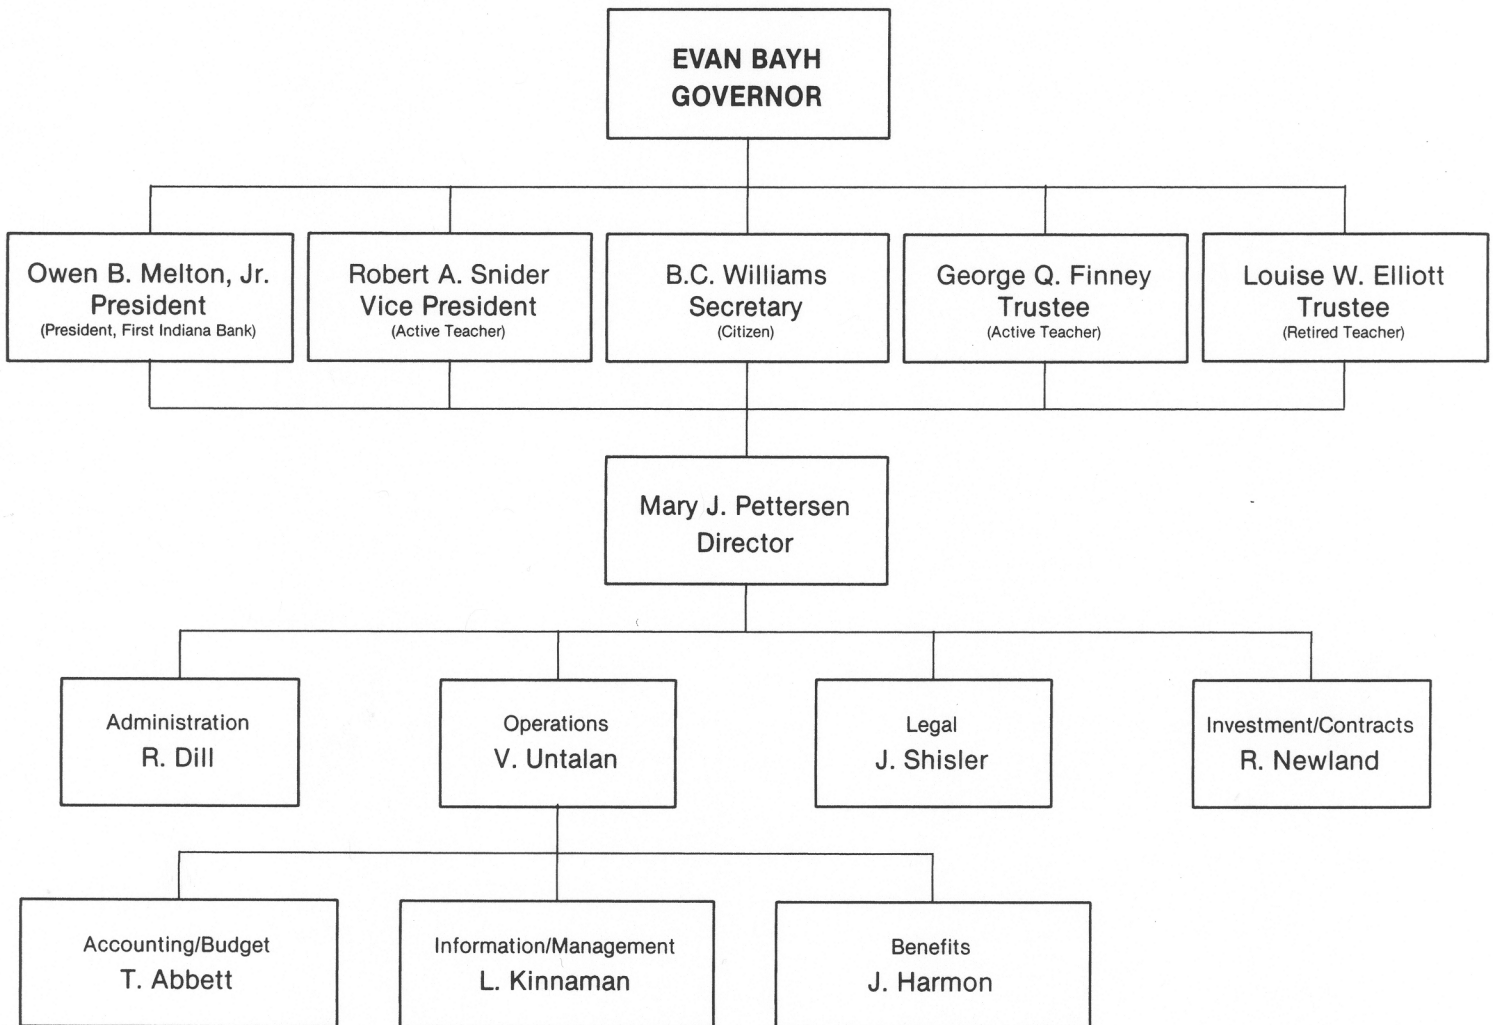 EVAN BAYH
GOVERNOR
Owen B. Melton, Jr.
President
(President, First Indiana Bank)
Robert A. Snider
Vice President
(Active Teacher)
B.C. Williams
Secretary
(Citizen)
George Q. Finney
Trustee
(Active Teacher)
Louise W. Elliott
Trustee
(Retired Teacher)
Mary J. Pettersen
Director
Administration
R. Dill
Operations
V. Untalan
Legal
J. Shisler
Investment/Contracts
R. Newland
Accounting/Budget
T. Abbett
Information/Management
L. Kinnaman
Benefits
J. Harmon